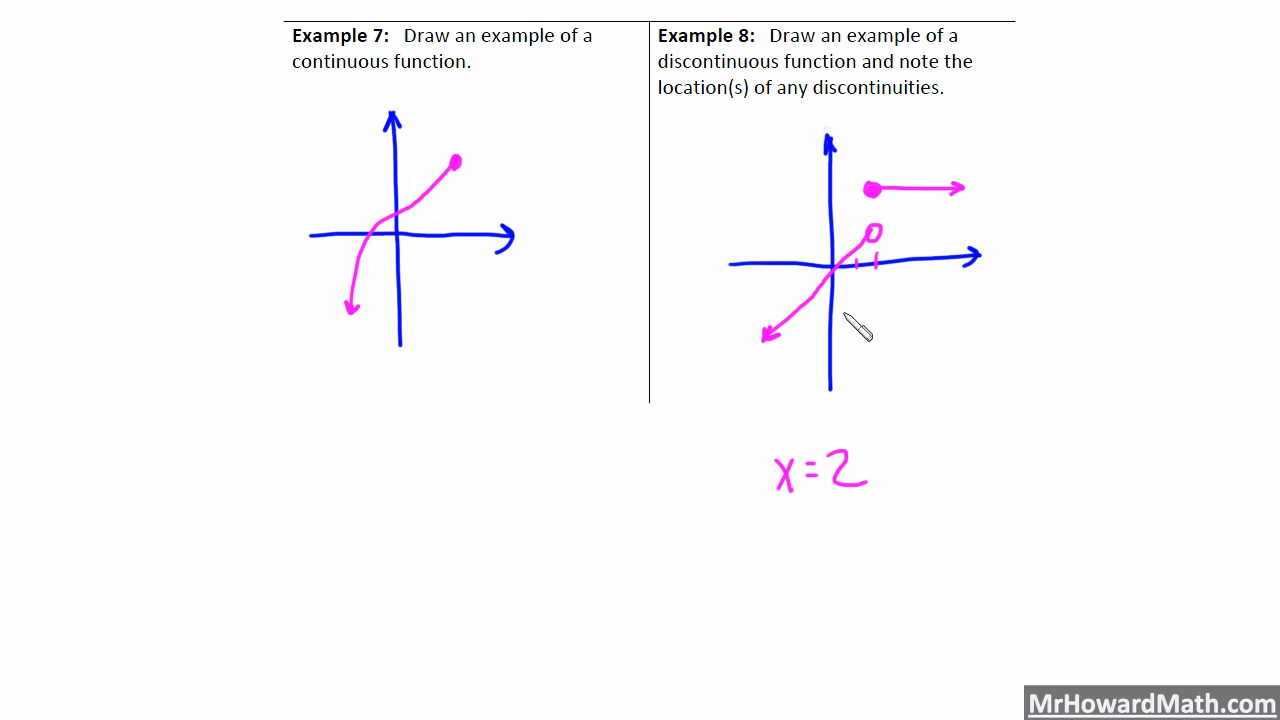 Example 7: Draw an example of a
continuous function.
Example 8: Draw an example of a
discontinuous function and note the
location(s) of any discontinuities.
x=2
MrHowardMath.com